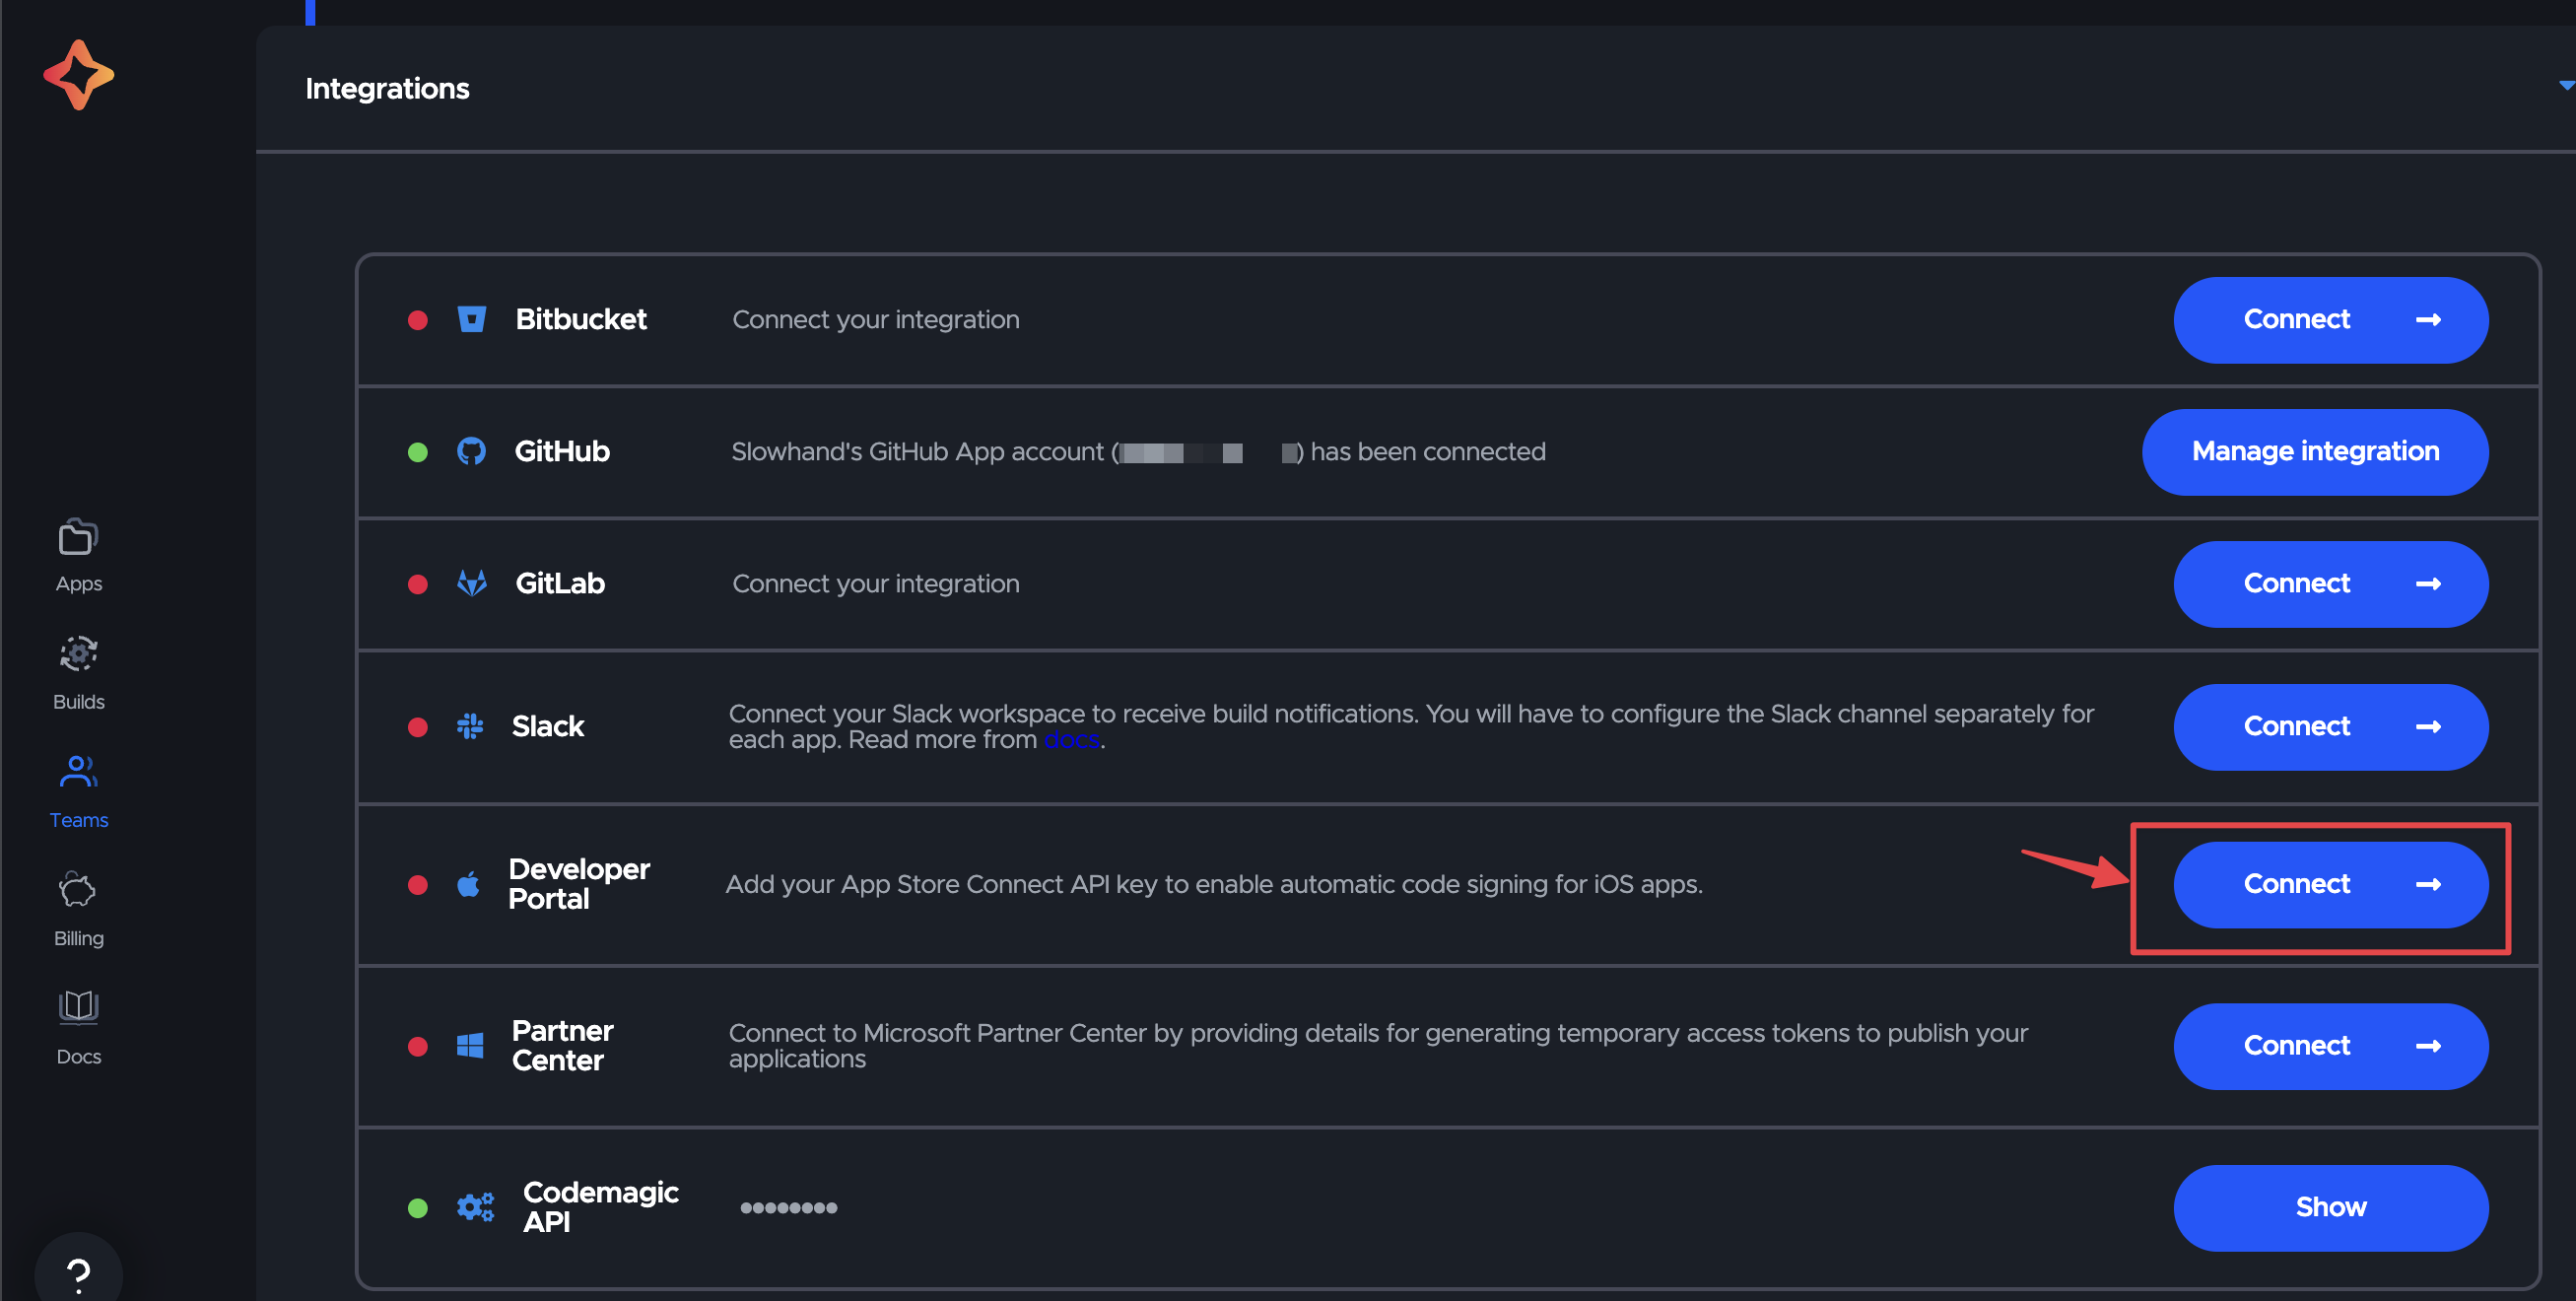 Integrations
Bitbucket
Connect your integration
Connect
GitHub
Slowhand's GitHub App account ( ) has been connected
Manage integration
GitLab
Connect your integration
Connect
Slack
Connect your Slack workspace to receive build notifications. You will have to configure the Slack channel separately for
each app. Read more from docs.
Connect
Developer
Portal
Add your App Store Connect API key to enable automatic code signing for iOS apps.
Connect
Partner
Center
Connect to Microsoft Partner Center by providing details for generating temporary access tokens to publish your
applications
Connect
Codemagic
API
••••••••
Show
Apps
Builds
Teams
Billing
Docs
?